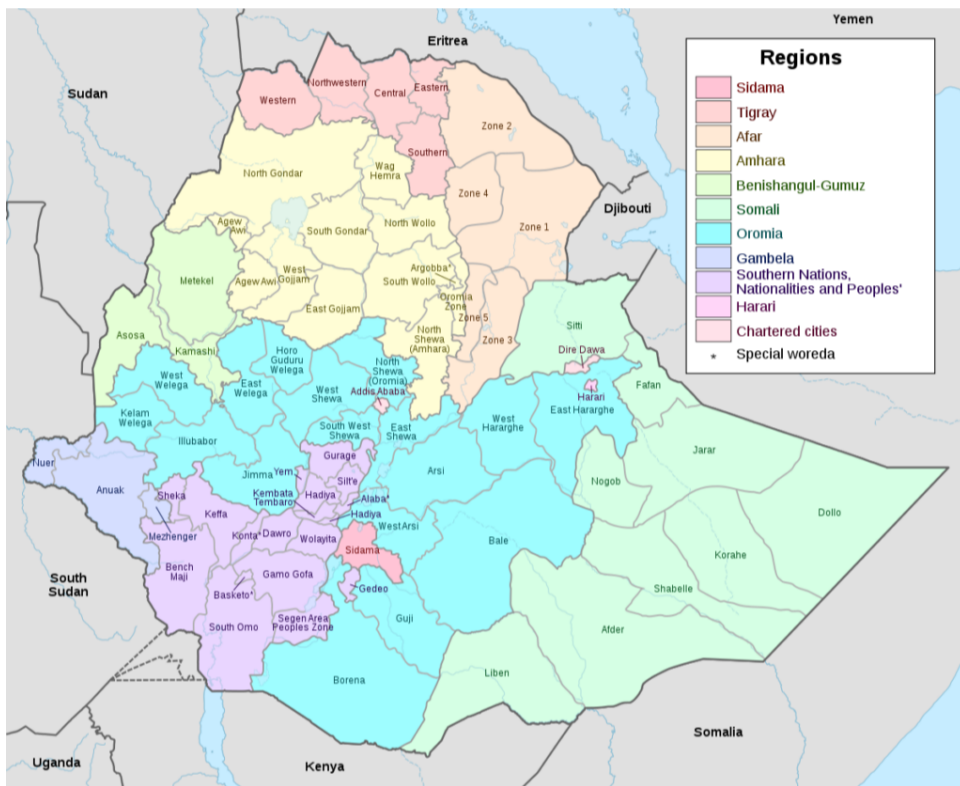 Yemen
Eritrea
Sudan
Regions
Sidama
Tigray
Afar
Amhara
Benishangul-Gumuz
Somali
Oromia
Gambela
Southern Nations,
Nationalities and Peoples'
Harari
Chartered cities
* Special woreda
Northwestern
Western
Central
Eastern
Southern
Zone 2
Zone 4
Zone 1
Zone 5
Zone 3
Djibouti
North Gondar
Wag
Hemra
Agew
Awi
South Gondar
North Wollo
West
Gojjam
Agew Awi
Argobba*
South Wollo
Oromia
Zone
East Gojjam
North
Shewa
(Amhara)
Metekel
Asosa
Kamashi
Sitti
Dire Dawa
Harari
Fafan
East Hararghe
West
Hararghe
West
Welega
Horo
Guduru
Welega
East
Welega
North
Shewa
(Oromia)
West
Shewa
Addis Ababa
Kelam
Welega
South West
Shewa
East
Shewa
Illubabor
Jimma
Arsi
Jarar
Nogob
Dollo
Nuer
Anuak
Gurage
Yem
Silt'e
Sheka
Kembata
Tembaro
Hadiya
Alaba*
Hadiya
Keffa
Mezhenger
Konta*
Dawro
Wolayita
West Arsi
Bale
Sidama
Korahe
Bench
Maji
Gamo Gofa
Basketo*
Gedeo
Shabelle
South
Sudan
South Omo
Segen Area
Peoples Zone
Guji
Afder
Borena
Liben
Uganda
Kenya
Somalia